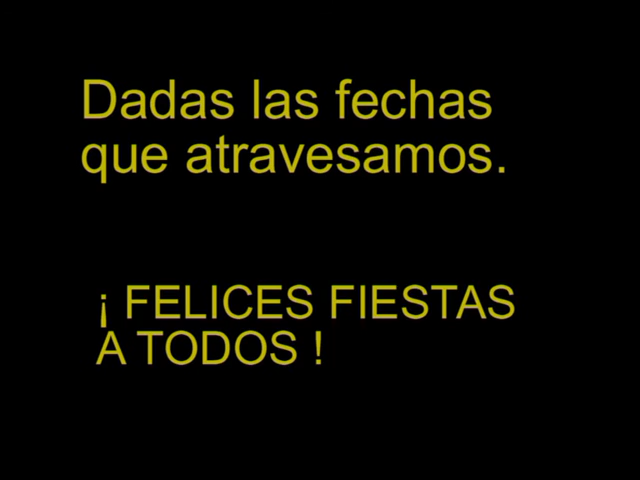 Dadas las fechas
que atravesamos.
¡ FELICES FIESTAS
A TODOS !